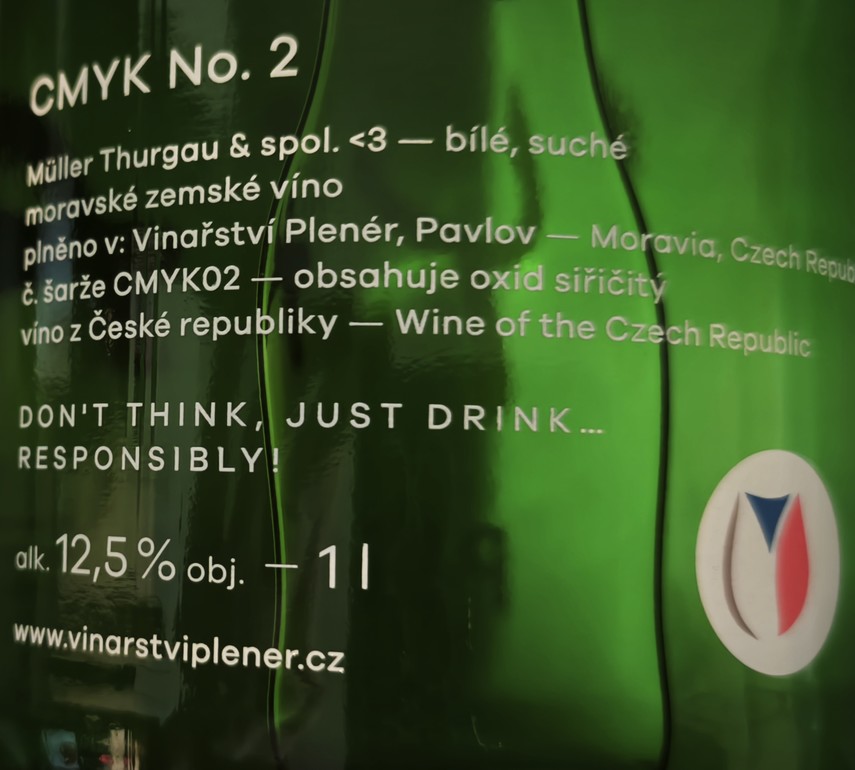 CMYK No. 2
Müller Thurgau & spol. <3 — bílé, suché
moravské zemské víno
plněno v: Vinařství Plenér, Pavlov — Moravia, Czech Repub
č. šarže CMYK02 — obsahuje oxid siřičitý
víno z České republiky — Wine of the Czech Republic
DON'T THINK, JUST DRINK...
RESPONSIBLY!
alk. 12,5 % obj. — 1 l
www.vinarstviplener.cz